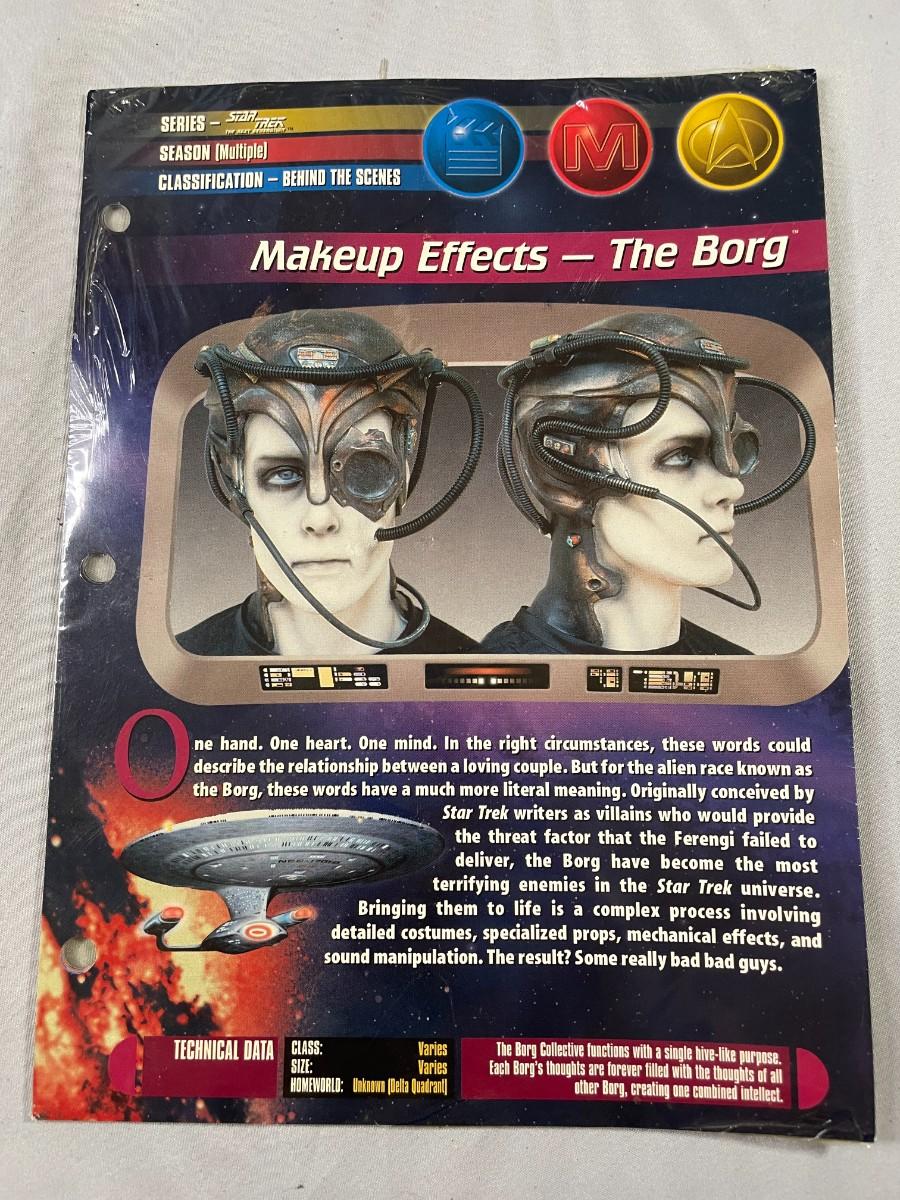 SERIES – STAR TREK THE NEXT GENERATION™
SEASON (Multiple)
CLASSIFICATION – BEHIND THE SCENES
M
Makeup Effects — The Borg™
One hand. One heart. One mind. In the right circumstances, these words could
describe the relationship between a loving couple. But for the alien race known as
the Borg, these words have a much more literal meaning. Originally conceived by
Star Trek writers as villains who would provide
the threat factor that the Ferengi failed to
deliver, the Borg have become the most
terrifying enemies in the Star Trek universe.
Bringing them to life is a complex process involving
detailed costumes, specialized props, mechanical effects, and
sound manipulation. The result? Some really bad bad guys.
TECHNICAL DATA
CLASS: Varies
SIZE: Varies
HOMEWORLD: Unknown (Delta Quadrant)
The Borg Collective functions with a single hive-like purpose.
Each Borg's thoughts are forever filled with the thoughts of all
other Borg, creating one combined intellect.